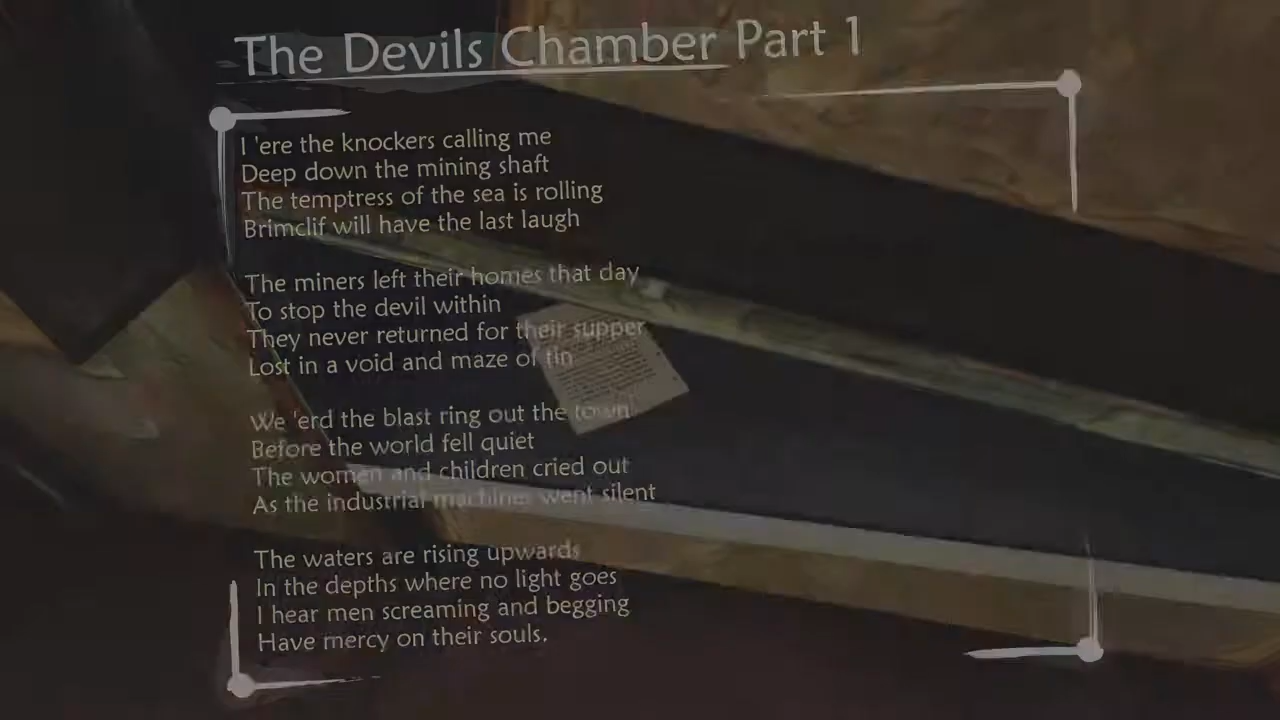 The Devils Chamber Part 1
I 'ere the knockers calling me
Deep down the mining shaft
The temptress of the sea is rolling
Brimclif will have the last laugh
The miners left their homes that day
To stop the devil within
They never returned for their supper
Lost in a void and maze of tin
We 'erd the blast ring out the town
Before the world fell quiet
The women and children cried out
As the industrial machines went silent
The waters are rising upwards
In the depths where no light goes
I hear men screaming and begging
Have mercy on their souls.